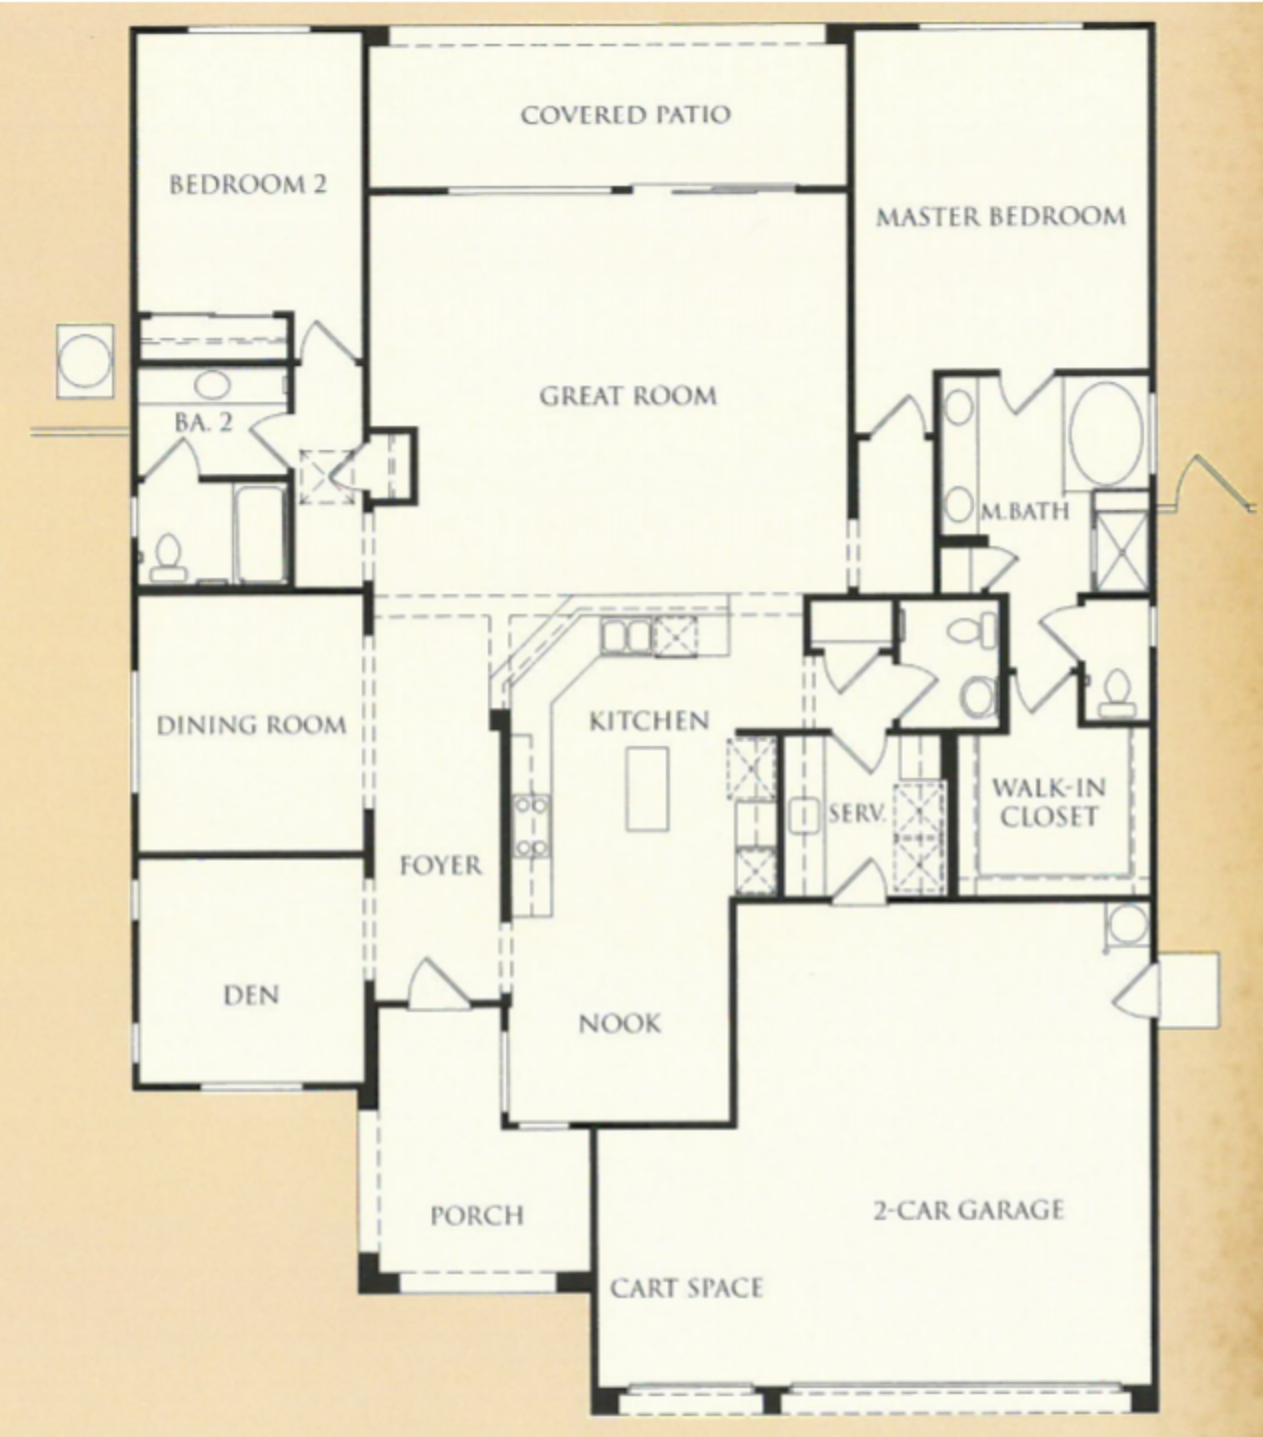 COVERED PATIO
BEDROOM 2
MASTER BEDROOM
GREAT ROOM
BA. 2
M.BATH
DINING ROOM
KITCHEN
WALK-IN
CLOSET
SERV.
FOYER
DEN
NOOK
PORCH
2-CAR GARAGE
CART SPACE